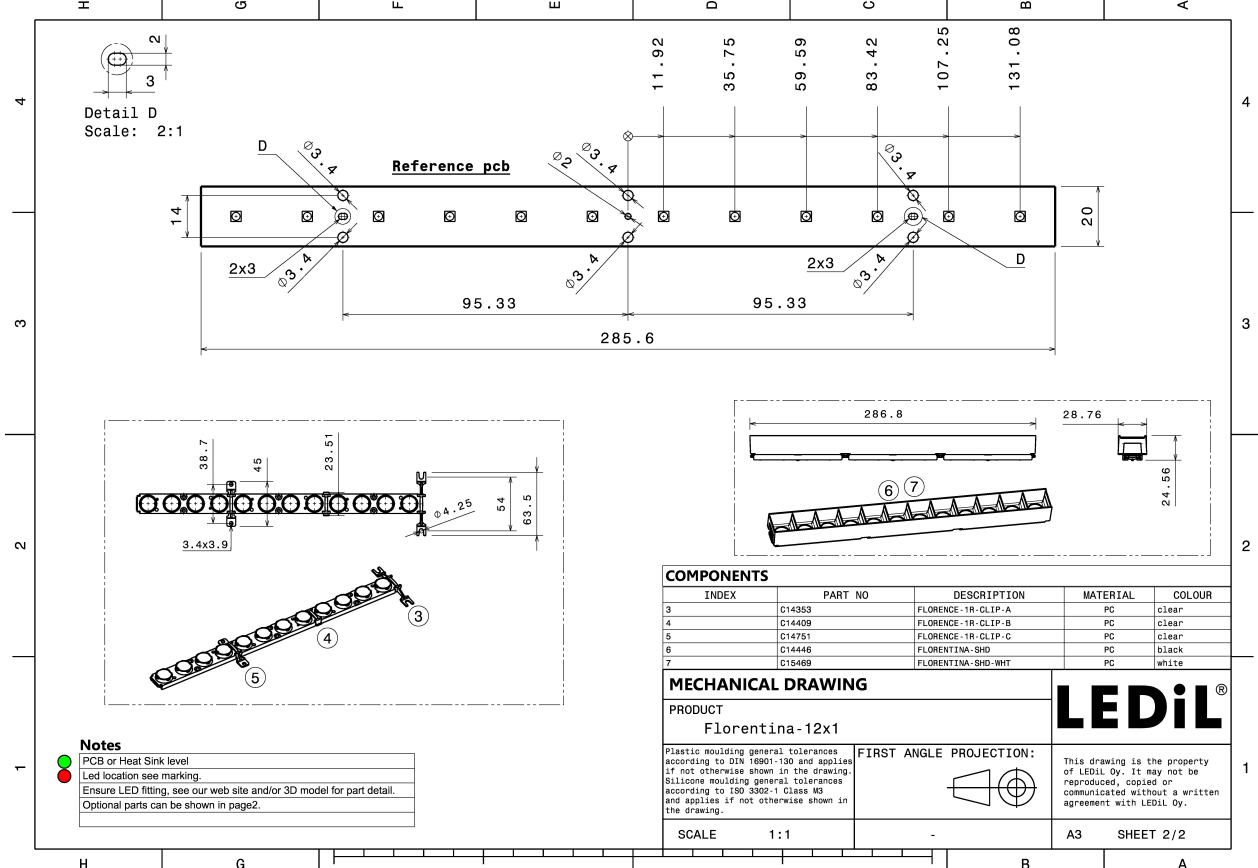 H G F E D C B A
4
4
3
3
2
2
1
1
2
3
Detail D
Scale: 2:1
11.92
35.75
59.59
83.42
107.25
131.08
Reference pcb
D
⌀3.4
⌀2
⌀3.4
⌀3.4
14
20
2x3
⌀3.4
⌀3.4
2x3
⌀3.4
D
95.33
95.33
285.6
38.7
45
23.51
⌀4.25
54
63.5
3.4x3.9
3
4
5
286.8
28.76
24.56
6 7
COMPONENTS
INDEX PART NO DESCRIPTION MATERIAL COLOUR
3 C14353 FLORENCE-1R-CLIP-A PC clear
4 C14409 FLORENCE-1R-CLIP-B PC clear
5 C14751 FLORENCE-1R-CLIP-C PC clear
6 C14446 FLORENTINA-SHD PC black
7 C15469 FLORENTINA-SHD-WHT PC white
MECHANICAL DRAWING
PRODUCT
Florentina-12x1
LEDiL®
Plastic moulding general tolerances
according to DIN 16901-130 and applies
if not otherwise shown in the drawing.
Silicone moulding general tolerances
according to ISO 3302-1 Class M3
and applies if not otherwise shown in
the drawing.
FIRST ANGLE PROJECTION:
This drawing is the property
of LEDiL Oy. It may not be
reproduced, copied or
communicated without a written
agreement with LEDiL Oy.
SCALE 1:1
-
A3 SHEET 2/2
Notes
PCB or Heat Sink level
Led location see marking.
Ensure LED fitting, see our web site and/or 3D model for part detail.
Optional parts can be shown in page2.
H G B A